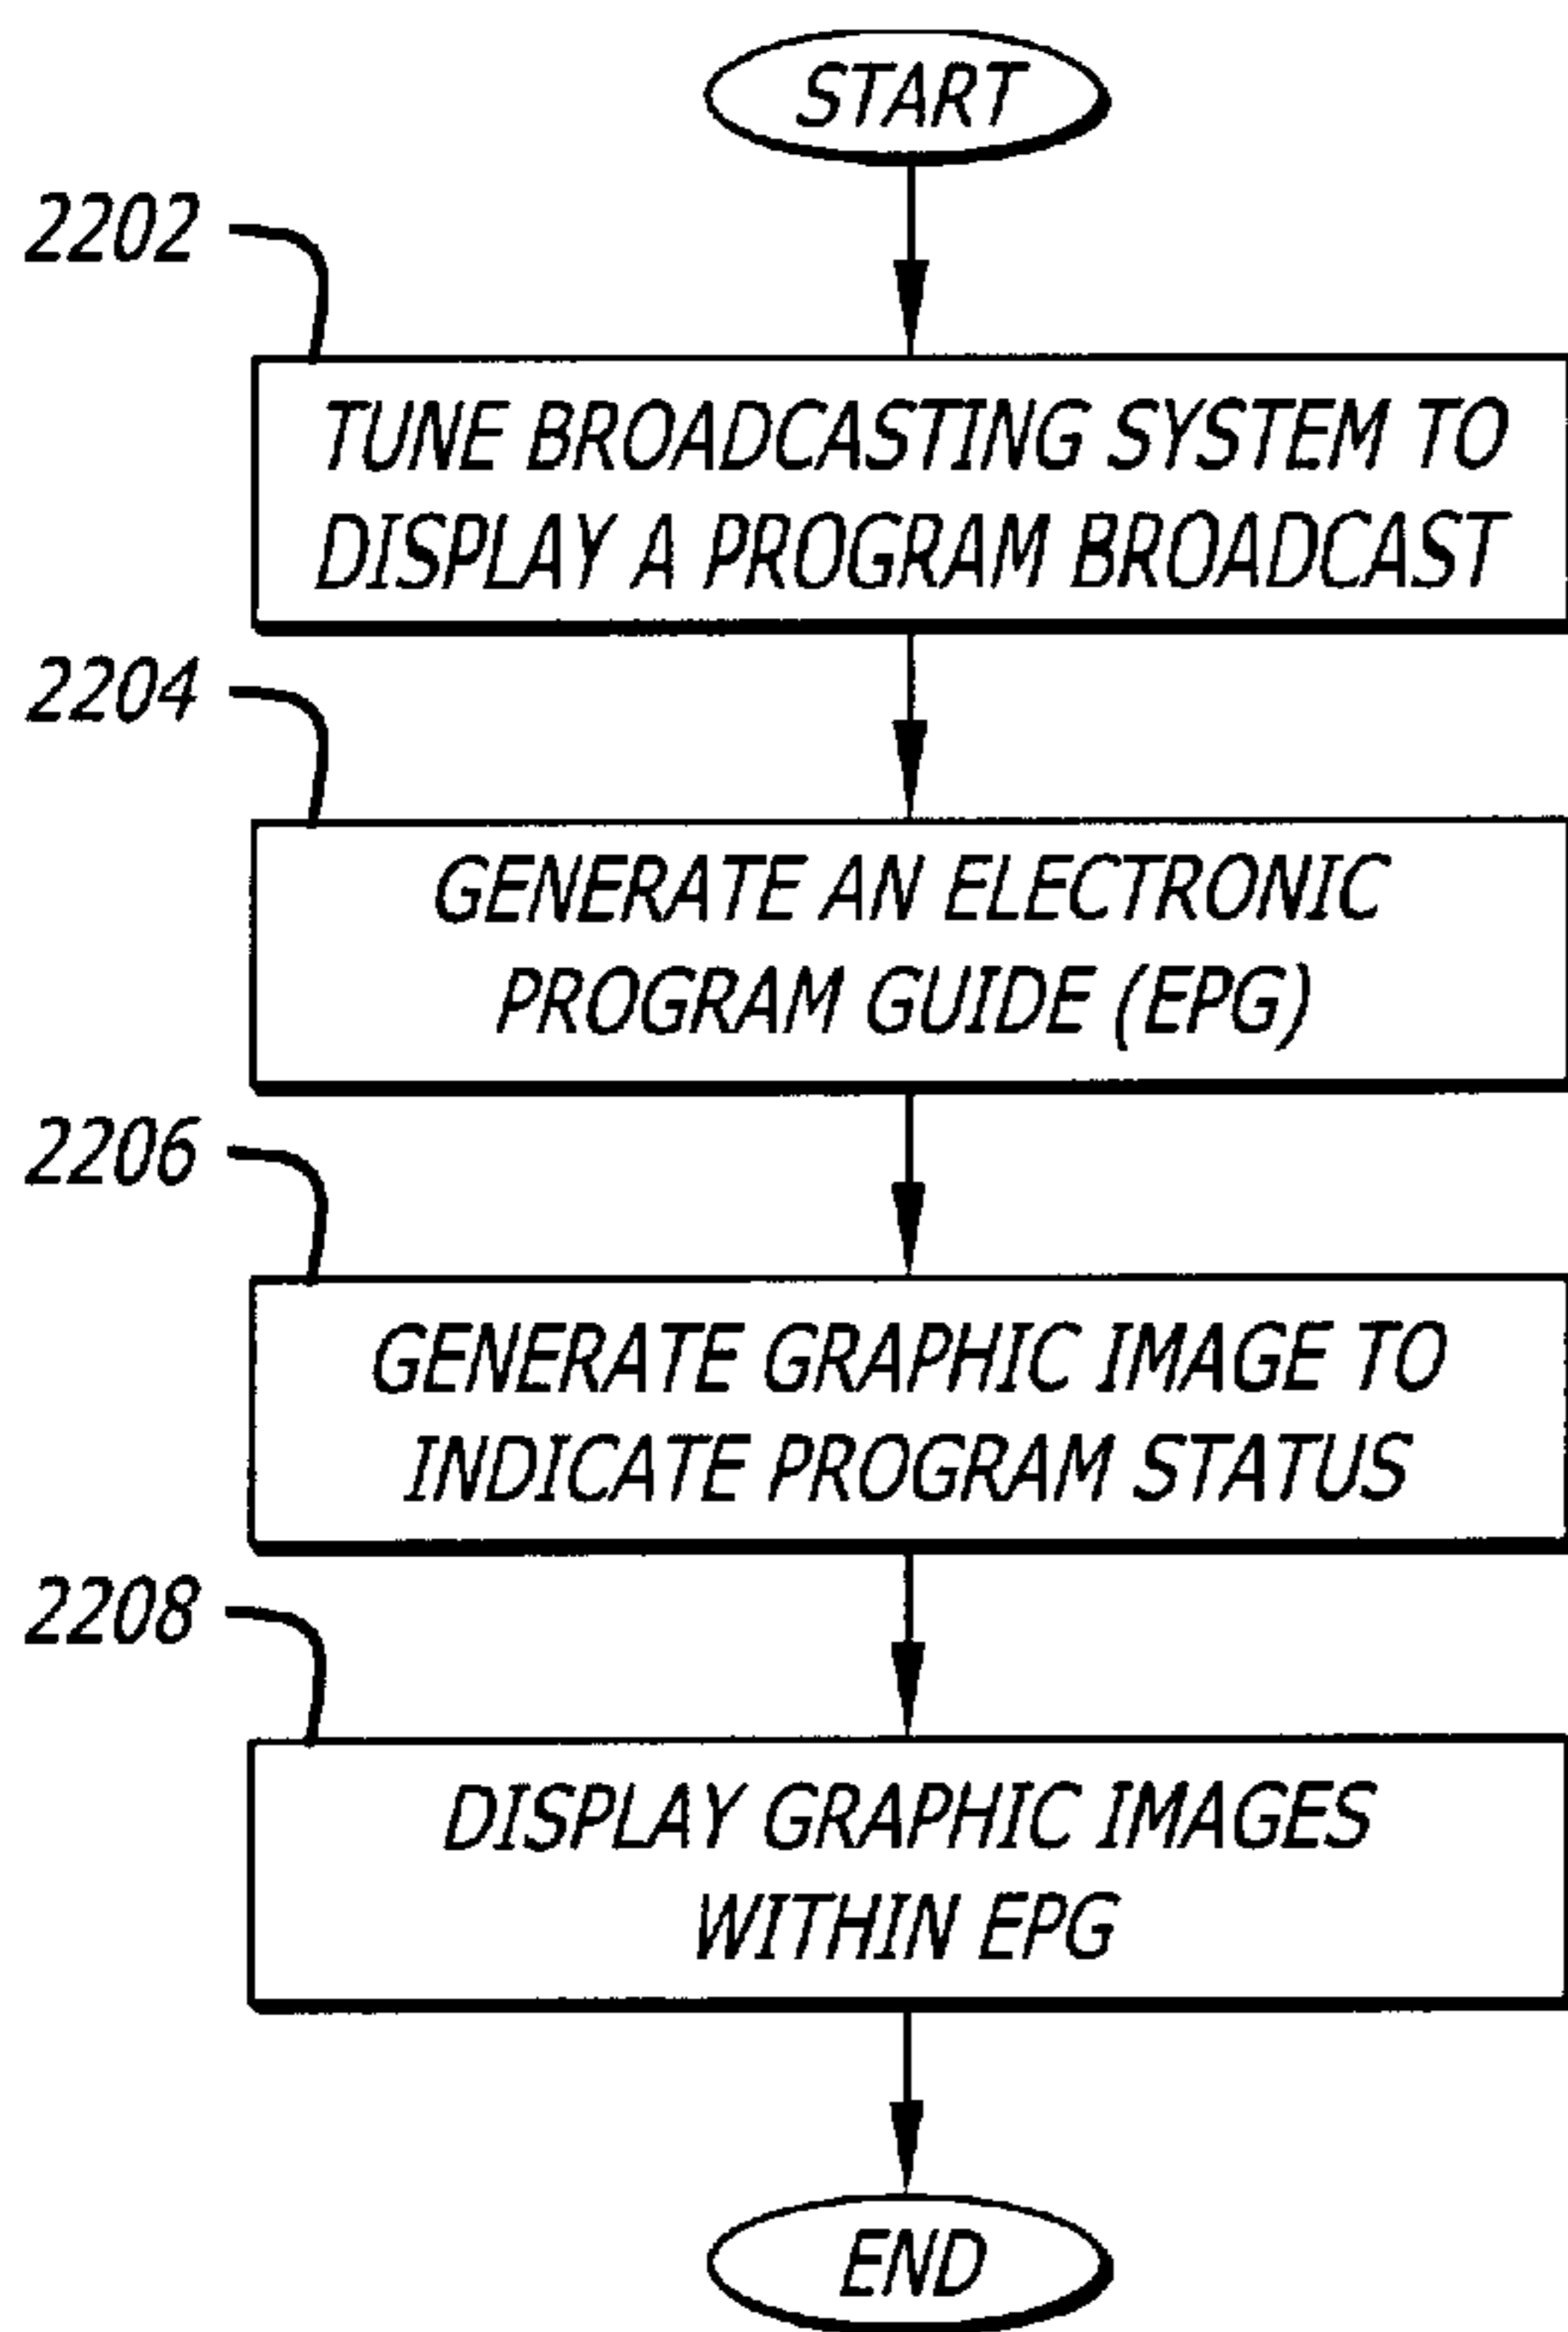 START
2202
TUNE BROADCASTING SYSTEM TO
DISPLAY A PROGRAM BROADCAST
2204
GENERATE AN ELECTRONIC
PROGRAM GUIDE (EPG)
2206
GENERATE GRAPHIC IMAGE TO
INDICATE PROGRAM STATUS
2208
DISPLAY GRAPHIC IMAGES
WITHIN EPG
END